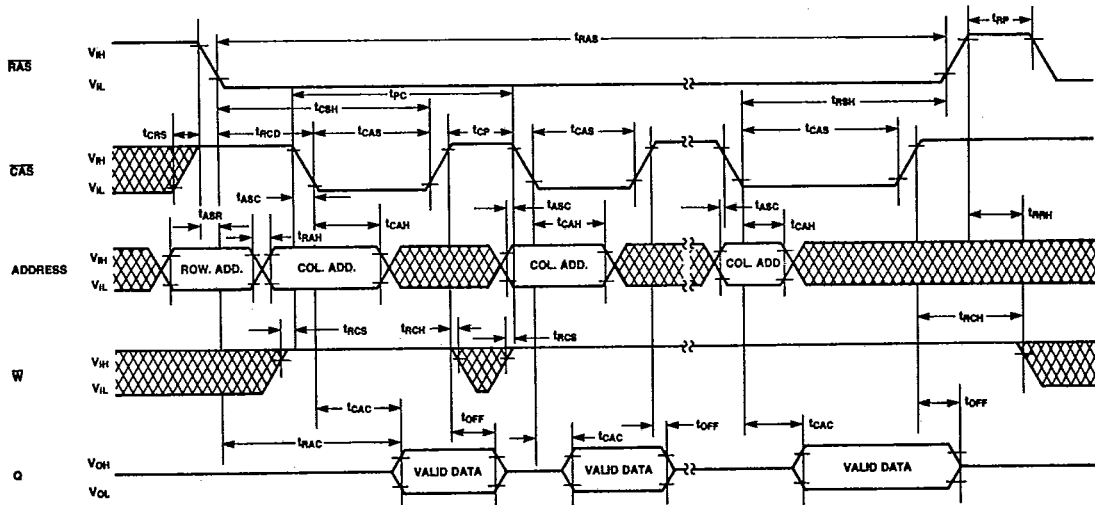 tRP
VIH
tRAS
RAS
VIL
tPC
tCSH
tRSH
tCRS
tRCD
tCAS
tCP
tCAS
tCAS
VIH
CAS
VIL
tASC
tASC
tASC
tASR
tRAH
tCAH
tCAH
tCAH
tRRH
VIH
ADDRESS
ROW. ADD.
COL. ADD.
COL. ADD.
COL. ADD
VIL
tRCS
tRCH
tRCS
tRCH
VIH
W
VIL
tCAC
tOFF
tOFF
tRAC
tCAC
tOFF
tCAC
VOH
Q
VALID DATA
VALID DATA
VALID DATA
VOL